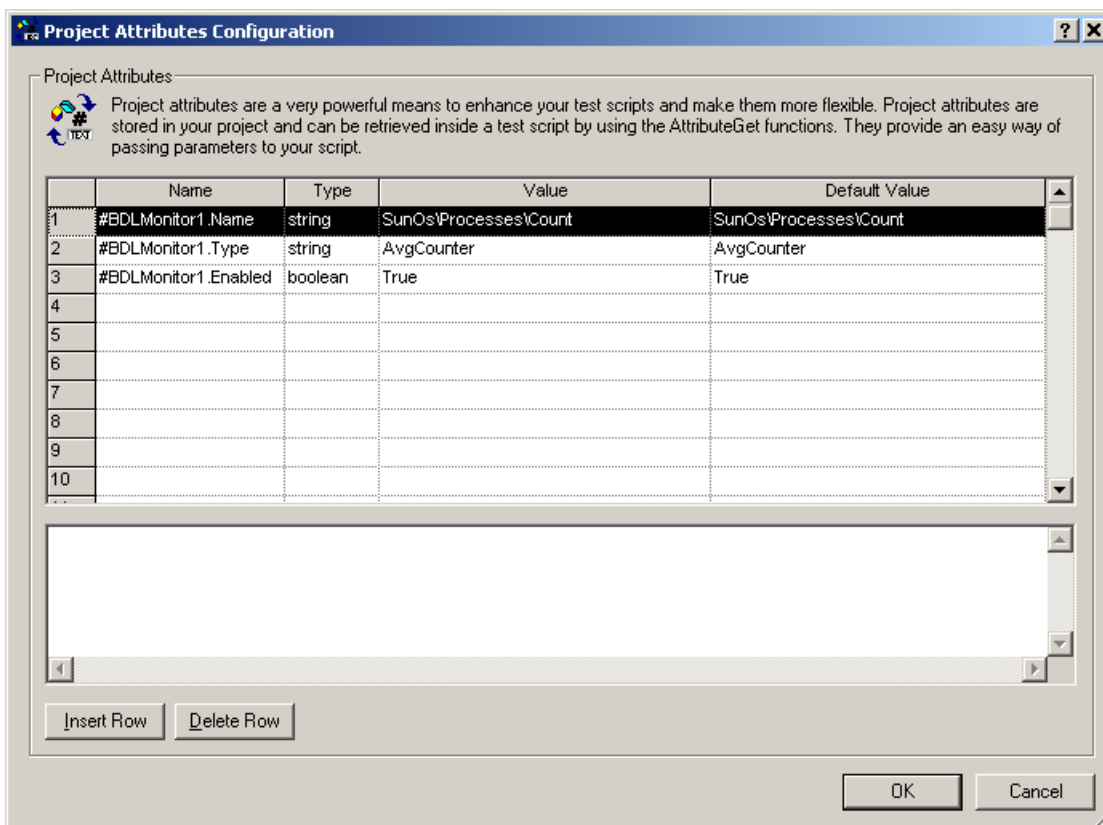 Project Attributes Configuration
Project Attributes
Project attributes are a very powerful means to enhance your test scripts and make them more flexible. Project attributes are
stored in your project and can be retrieved inside a test script by using the AttributeGet functions. They provide an easy way of
passing parameters to your script.
# TEXT
Name Type Value Default Value
1 #BDLMonitor1.Name string SunOs\Processes\Count SunOs\Processes\Count
2 #BDLMonitor1.Type string AvgCounter AvgCounter
3 #BDLMonitor1.Enabled boolean True True
4
5
6
7
8
9
10
Insert Row Delete Row
OK Cancel